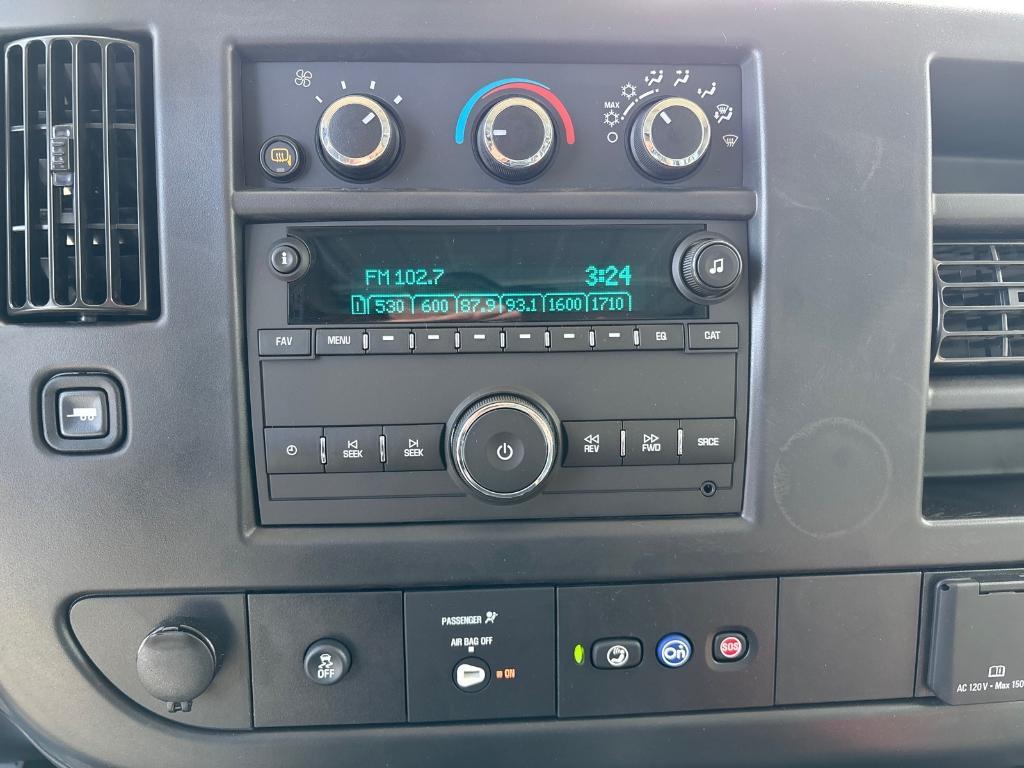 MAX
i
FM 102.7 3:24
1 530 600 87.9 93.1 1600 1710
FAV MENU EQ CAT
SEEK SEEK REV FWD SRCE
PASSENGER
AIR BAG OFF
ON
OFF
On
SOS
AC 120 V - Max 150